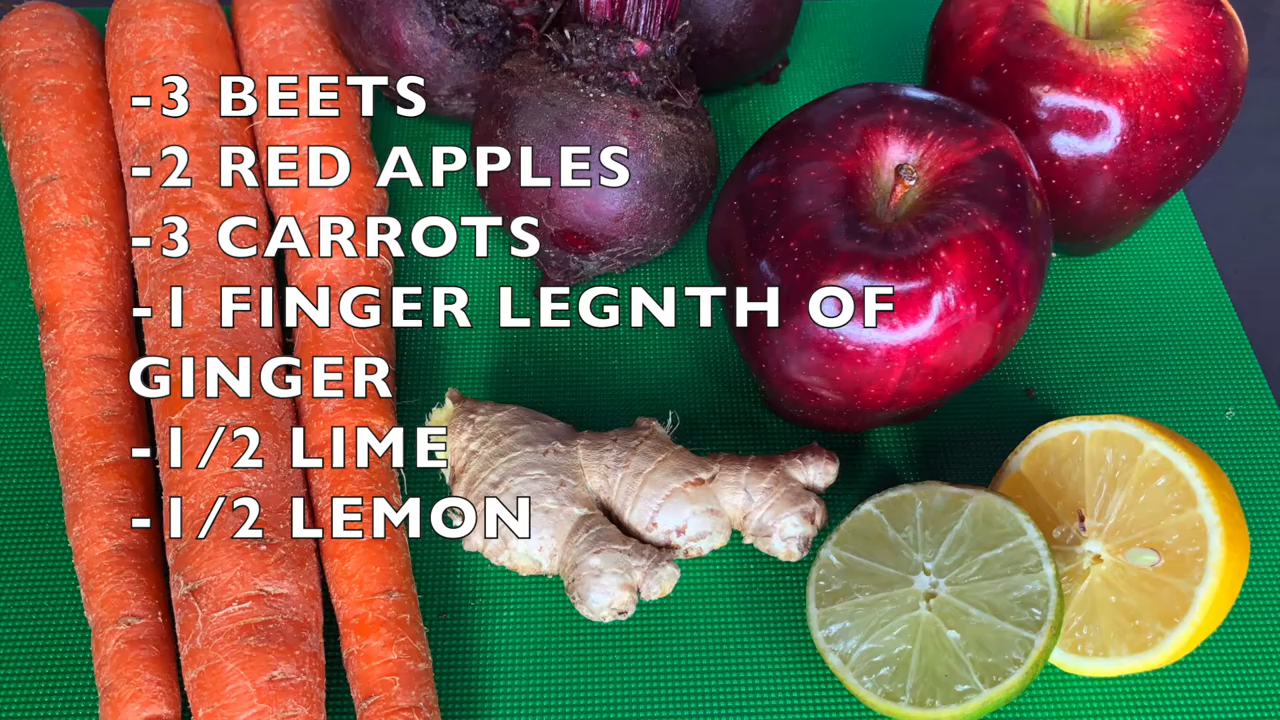 -3 BEETS
-2 RED APPLES
-3 CARROTS
-1 FINGER LEGNTH OF
GINGER
-1/2 LIME
-1/2 LEMON